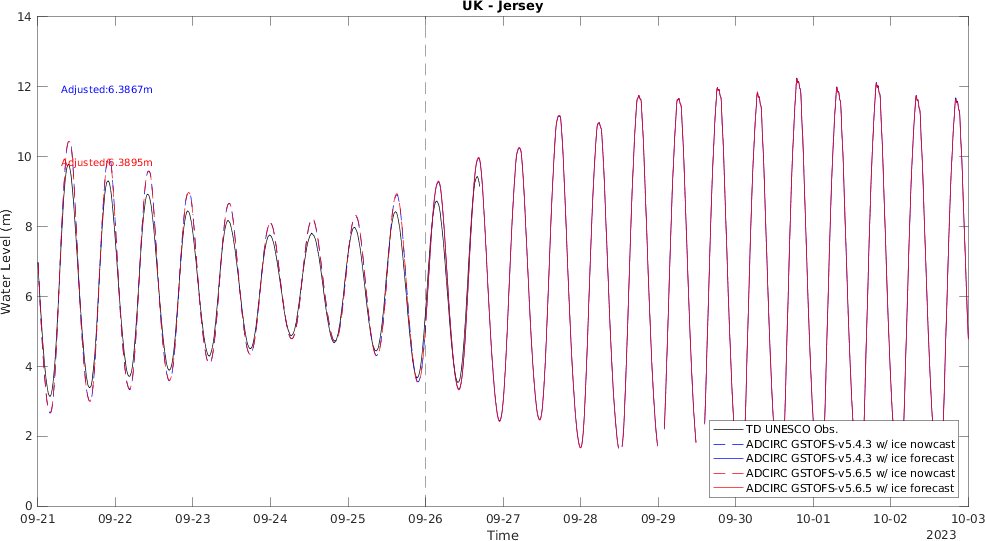 UK - Jersey
14
12
10
8
6
4
2
0
Water Level (m)
Adjusted:6.3867m
Adjusted:6.3895m
TD UNESCO Obs.
ADCIRC GSTOFS-v5.4.3 w/ ice nowcast
ADCIRC GSTOFS-v5.4.3 w/ ice forecast
ADCIRC GSTOFS-v5.6.5 w/ ice nowcast
ADCIRC GSTOFS-v5.6.5 w/ ice forecast
09-21 09-22 09-23 09-24 09-25 09-26 09-27 09-28 09-29 09-30 10-01 10-02 10-03
Time
2023